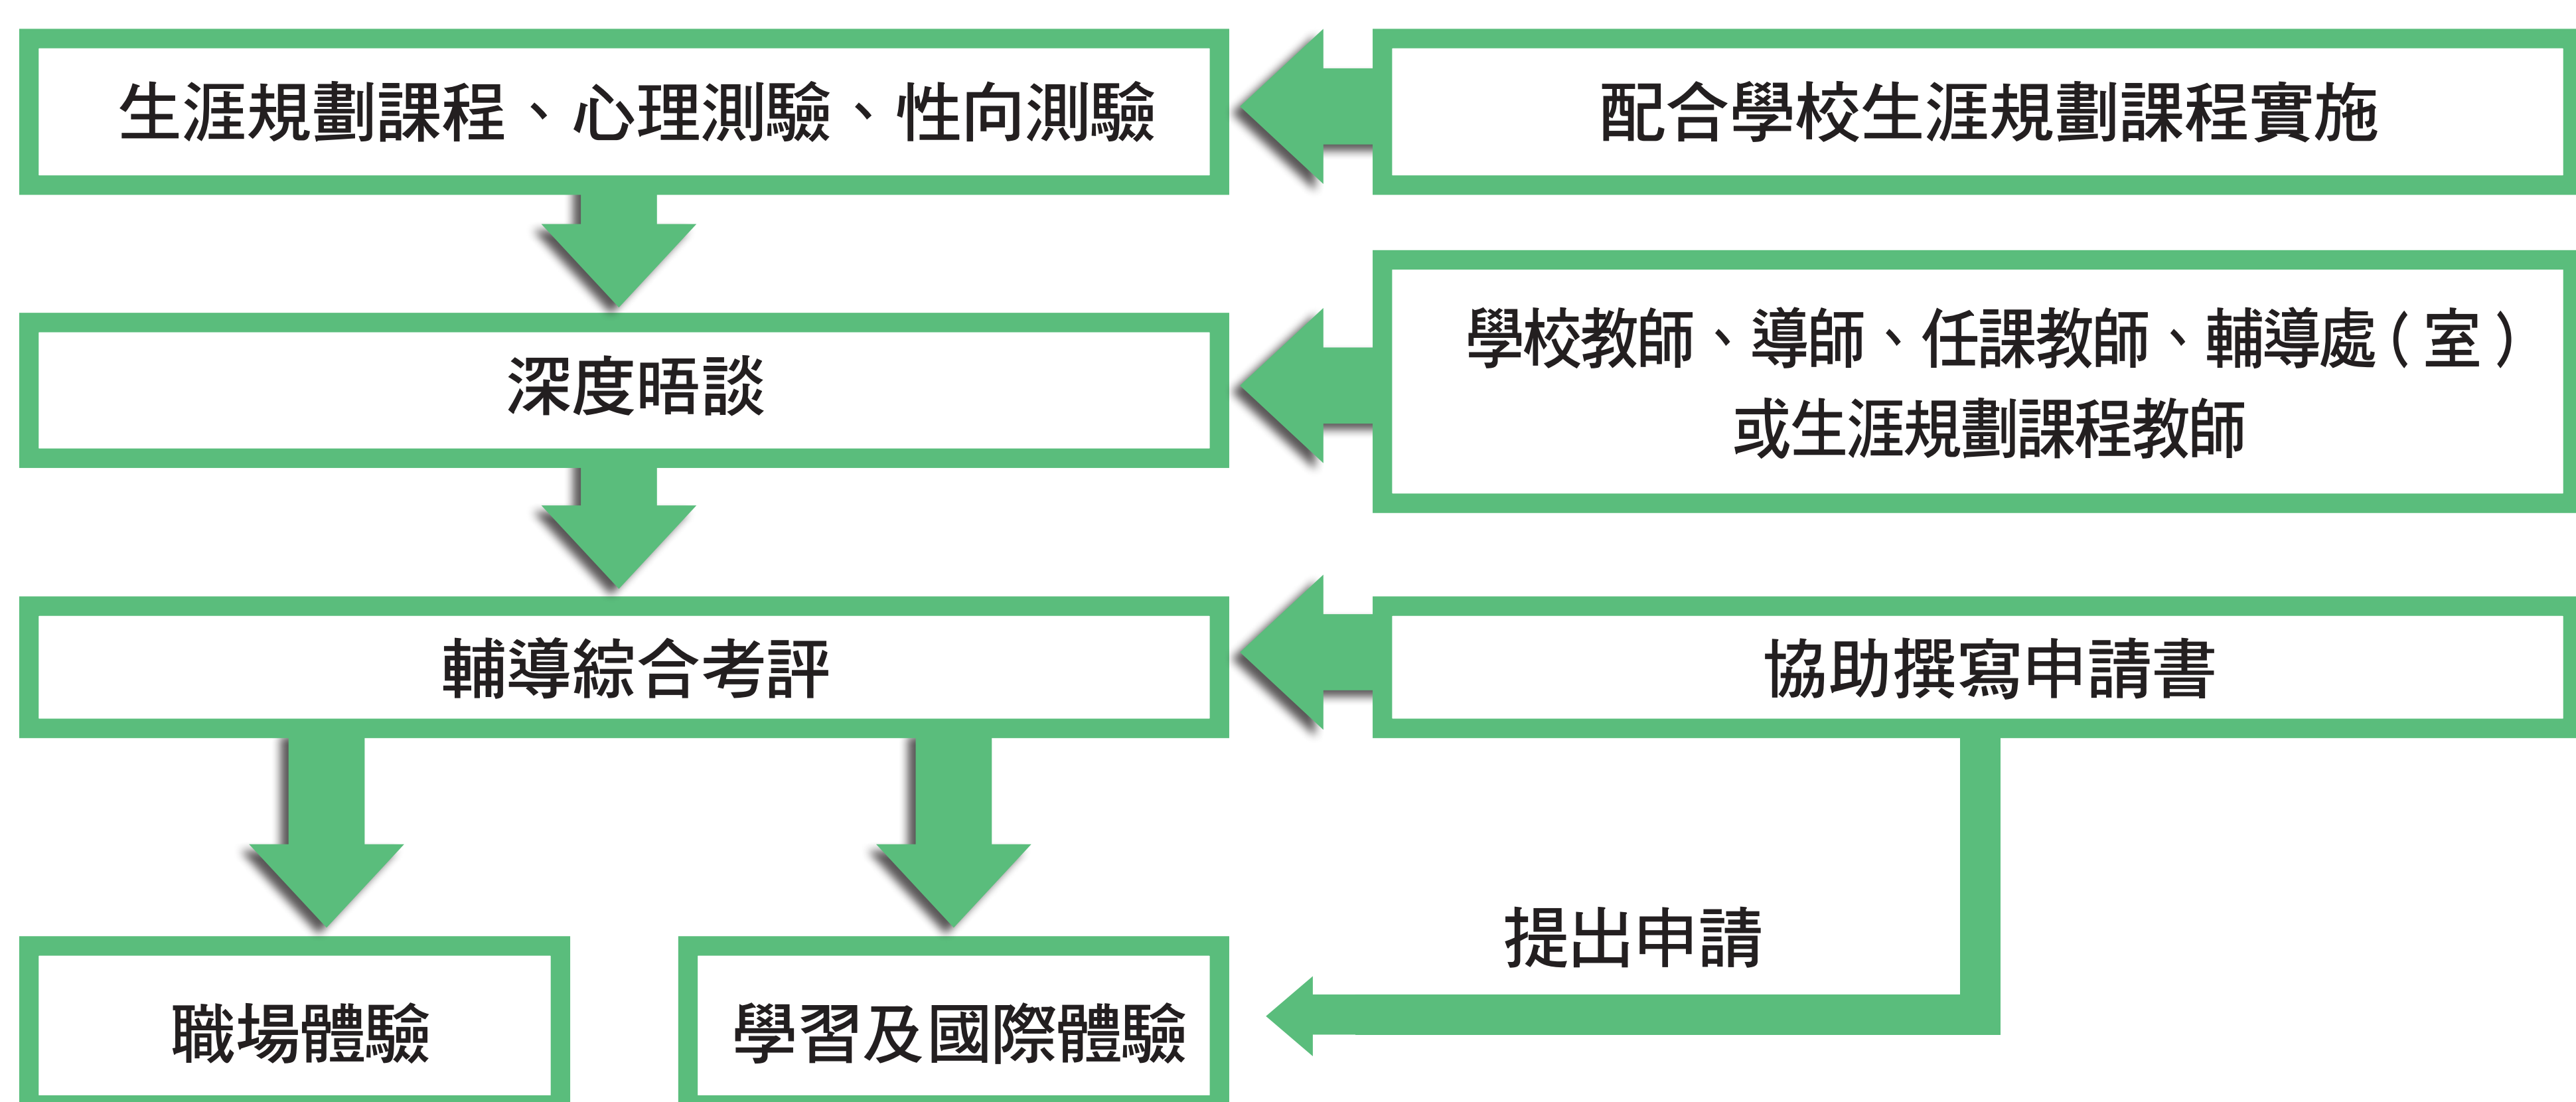 生涯規劃課程、心理測驗、性向測驗
配合學校生涯規劃課程實施
深度晤談
學校教師、導師、任課教師、輔導處(室)
或生涯規劃課程教師
輔導綜合考評
協助撰寫申請書
提出申請
職場體驗
學習及國際體驗